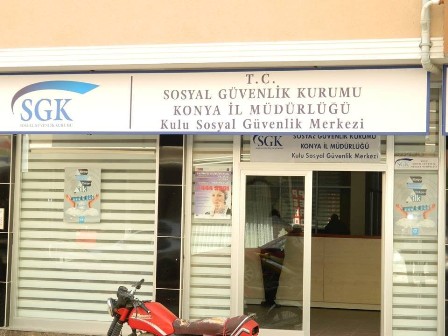 SGK
T.C.
SOSYAL GÜVENLİK KURUMU
KONYA İL MÜDÜRLÜĞÜ
Kulu Sosyal Güvenlik Merkezi
SGK
SOSYAL GÜVENLİK KURUMU
KONYA İL MÜDÜRLÜĞÜ
Kulu Sosyal Güvenlik Merkezi